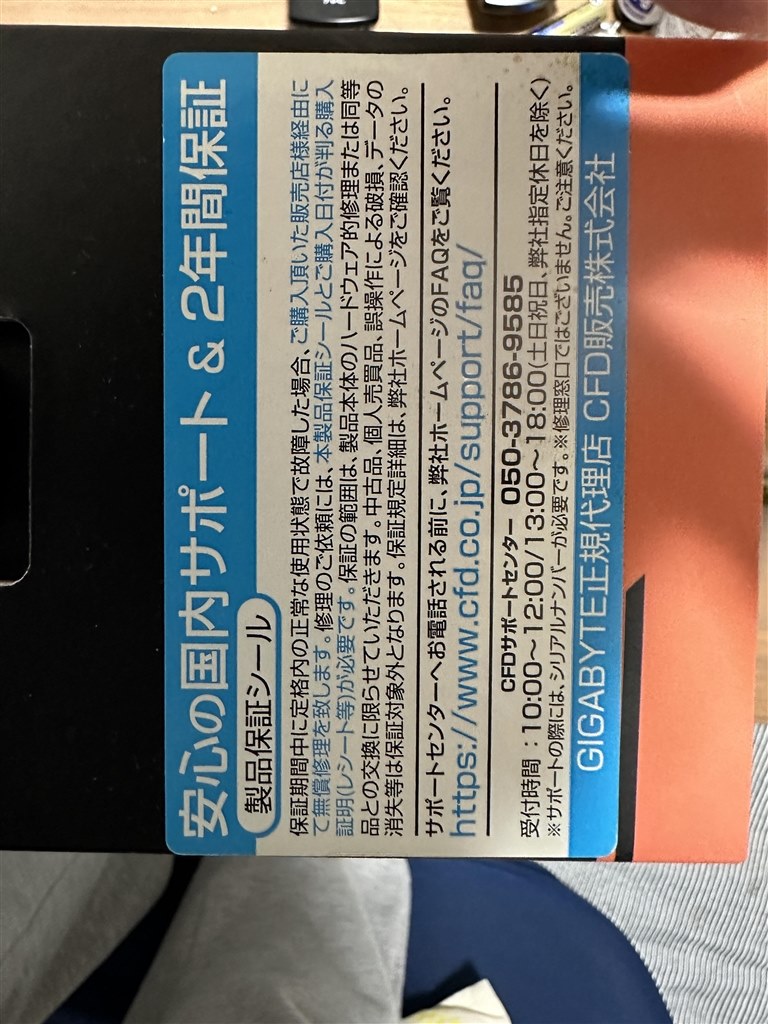 安心の国内サポート & 2年間保証
製品保証シール
保証期間中に定格内の正常な使用状態で故障した場合、ご購入頂いた販売店様経由に
て無償修理を致します。修理のご依頼には、本製品保証シールとご購入日付が判る購入
証明(レシート等)が必要です。保証の範囲は、製品本体のハードウェア的修理または同等
品との交換に限らせていただきます。中古品、個人売買品、誤操作による破損、データの
消失等は保証対象外となります。保証規定詳細は、弊社ホームページをご確認ください。
サポートセンターへお電話される前に、弊社ホームページのFAQをご覧ください。
https://www.cfd.co.jp/support/faq/
CFDサポートセンター 050-3786-9585
受付時間：10:00～12:00/13:00～18:00(土日祝日、弊社指定休日を除く)
※サポートの際には、シリアルナンバーが必要です。※修理窓口ではございません。ご注意ください。
GIGABYTE正規代理店 CFD販売株式会社